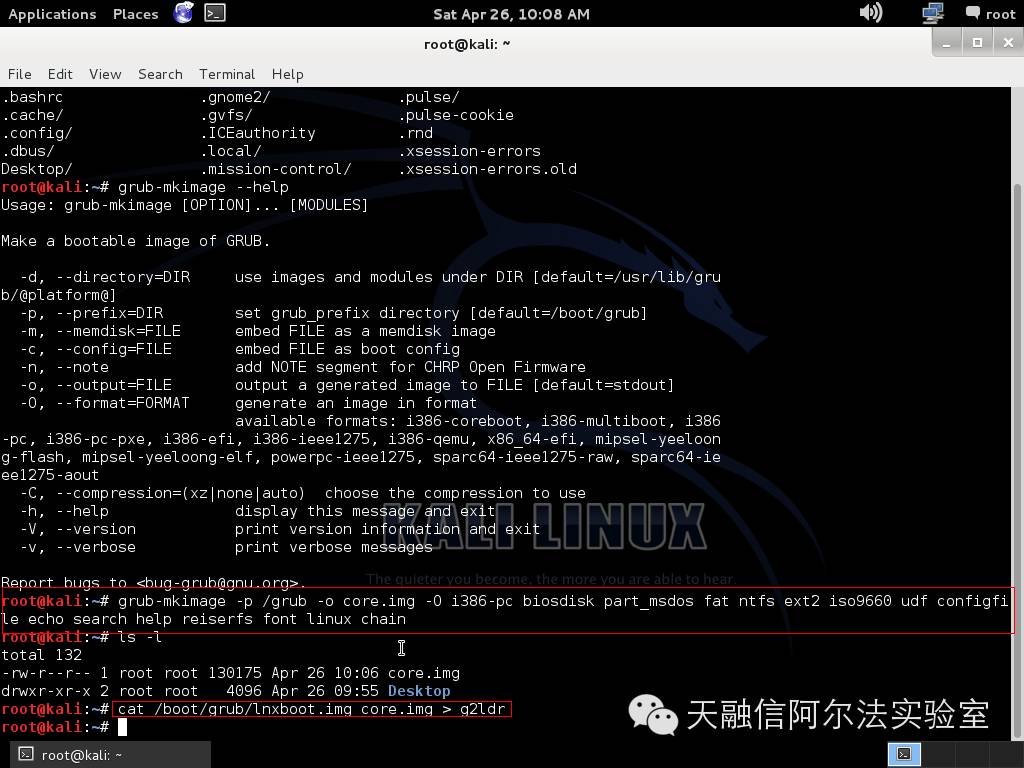 Applications Places Sat Apr 26, 10:08 AM root
root@kali: ~
File Edit View Search Terminal Help
.bashrc .gnome2/ .pulse/
.cache/ .gvfs/ .pulse-cookie
.config/ .ICEauthority .rnd
.dbus/ .local/ .xsession-errors
Desktop/ .mission-control/ .xsession-errors.old
root@kali:~# grub-mkimage --help
Usage: grub-mkimage [OPTION]... [MODULES]
Make a bootable image of GRUB.
-d, --directory=DIR use images and modules under DIR [default=/usr/lib/gru
b/@platform@]
-p, --prefix=DIR set grub_prefix directory [default=/boot/grub]
-m, --memdisk=FILE embed FILE as a memdisk image
-c, --config=FILE embed FILE as boot config
-n, --note add NOTE segment for CHRP Open Firmware
-o, --output=FILE output a generated image to FILE [default=stdout]
-O, --format=FORMAT generate an image in format
available formats: i386-coreboot, i386-multiboot, i386
-pc, i386-pc-pxe, i386-efi, i386-ieee1275, i386-qemu, x86_64-efi, mipsel-yeeloon
g-flash, mipsel-yeeloong-elf, powerpc-ieee1275, sparc64-ieee1275-raw, sparc64-ie
ee1275-aout
-C, --compression=(xz|none|auto) choose the compression to use
-h, --help display this message and exit
-V, --version print version information and exit
-v, --verbose print verbose messages
KALI LINUX
The quieter you become, the more you are able to hear.
Report bugs to <bug-grub@gnu.org>.
root@kali:~# grub-mkimage -p /grub -o core.img -O i386-pc biosdisk part_msdos fat ntfs ext2 iso9660 udf configfi
le echo search help reiserfs font linux chain
root@kali:~# ls -l
total 132
-rw-r--r-- 1 root root 130175 Apr 26 10:06 core.img
drwxr-xr-x 2 root root 4096 Apr 26 09:55 Desktop
root@kali:~# cat /boot/grub/lnxboot.img core.img > g2ldr
root@kali:~#
天融信阿尔法实验室
root@kali: ~